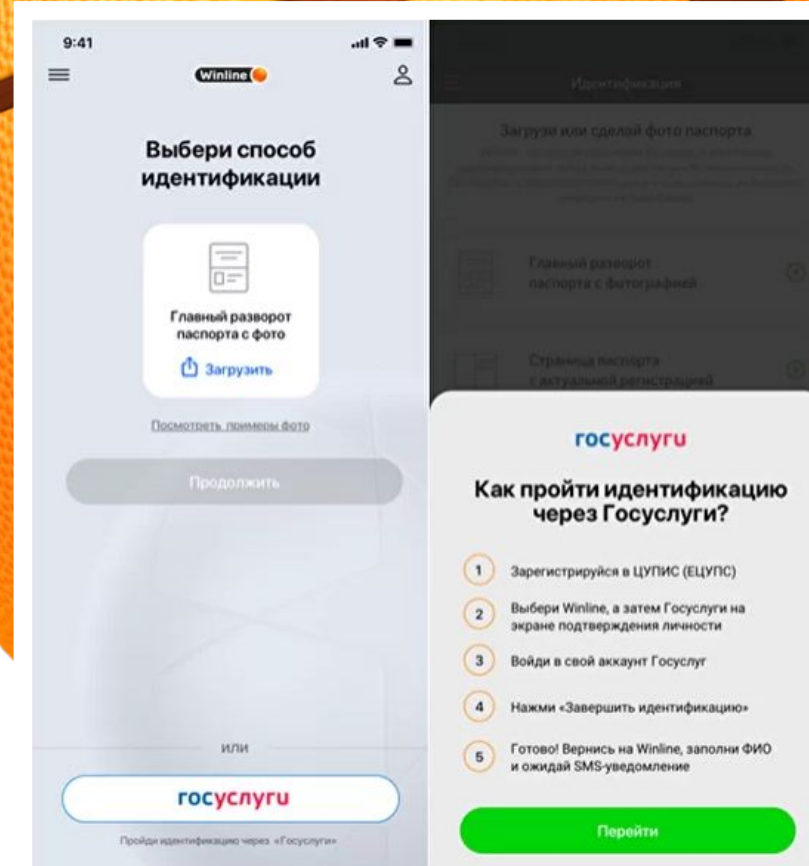 9:41
Winline
Выбери способ
идентификации
Главный разворот
паспорта с фото
Загрузить
Посмотреть примеры фото
Продолжить
или
госуслуги
Пройди идентификацию через «Госуслуги»
Идентификация
Загрузи или сделай фото паспорта
Главный разворот
паспорта с фотографией
Страница паспорта
с актуальной регистрацией
госуслуги
Как пройти идентификацию
через Госуслуги?
1 Зарегистрируйся в ЦУПИС (ЕЦУПС)
2 Выбери Winline, а затем Госуслуги на
экране подтверждения личности
3 Войди в свой аккаунт Госуслуг
4 Нажми «Завершить идентификацию»
5 Готово! Вернись на Winline, заполни ФИО
и ожидай SMS-уведомление
Перейти